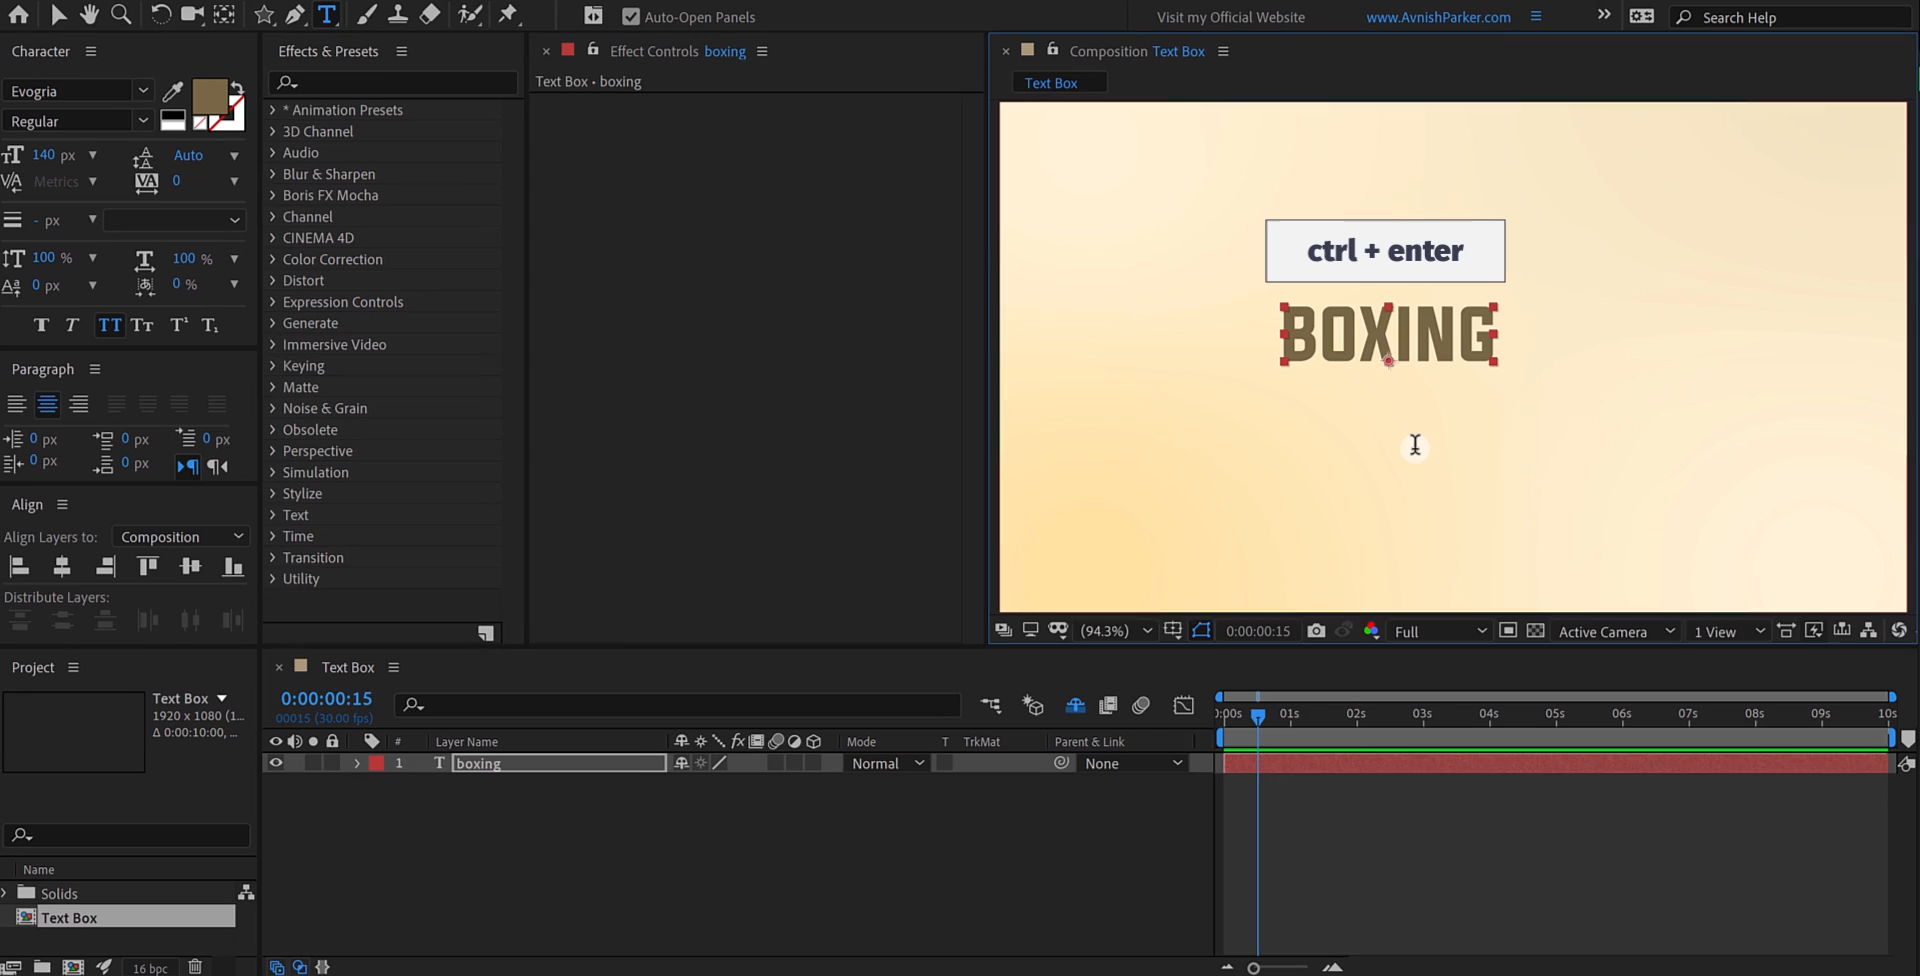 Auto-Open Panels
Visit my Official Website
www.AvnishParker.com
Search Help
Character
Evogria
Regular
140 px
Auto
Metrics
0
- px
100 %
100 %
0 px
0 %
Paragraph
0 px
0 px
0 px
0 px
0 px
Align
Align Layers to:
Composition
Distribute Layers:
Effects & Presets
* Animation Presets
3D Channel
Audio
Blur & Sharpen
Boris FX Mocha
Channel
CINEMA 4D
Color Correction
Distort
Expression Controls
Generate
Immersive Video
Keying
Matte
Noise & Grain
Obsolete
Perspective
Simulation
Stylize
Text
Time
Transition
Utility
Effect Controls boxing
Text Box • boxing
Composition Text Box
Text Box
ctrl + enter
BOXING
(94.3%)
0:00:00:15
Full
Active Camera
1 View
Project
Text Box
1920 x 1080 (1...
Δ 0:00:10:00, ...
Name
Solids
Text Box
16 bpc
Text Box
0:00:00:15
00015 (30.00 fps)
# Layer Name
Mode T TrkMat Parent & Link
1 T boxing
Normal
None
):00s 01s 02s 03s 04s 05s 06s 07s 08s 09s 10s